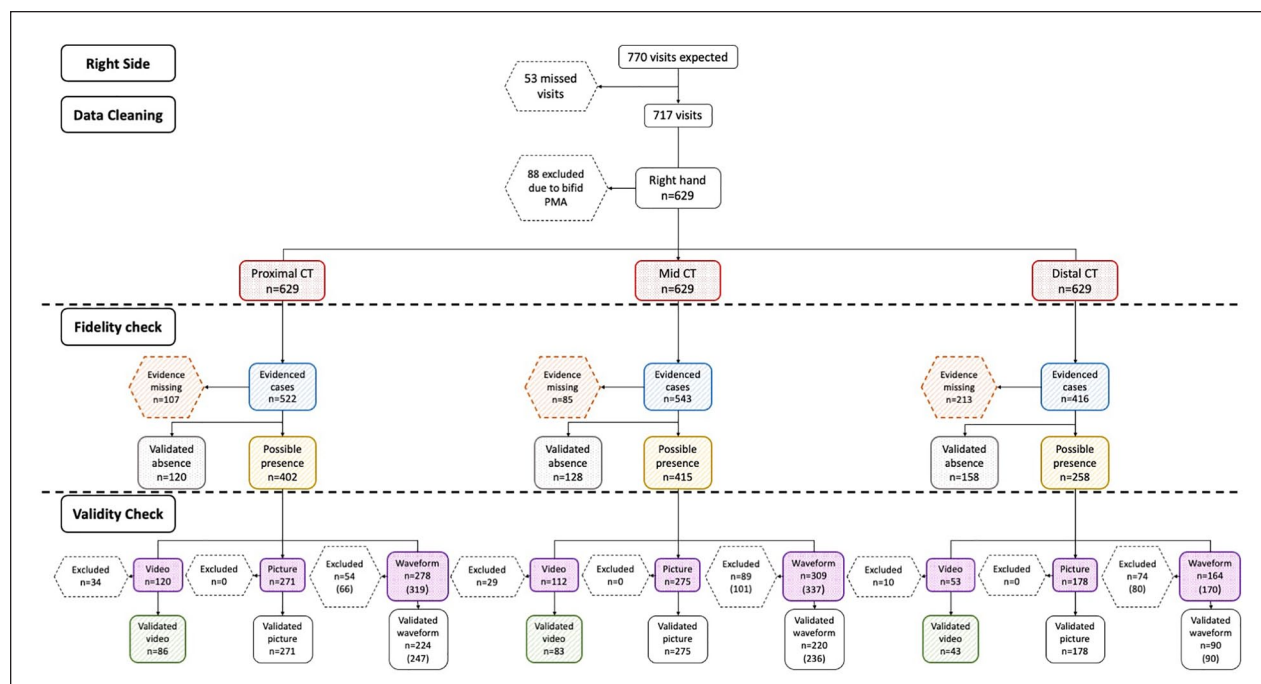 Right Side
Data Cleaning
770 visits expected
53 missed
visits
717 visits
88 excluded
due to bifid
PMA
Right hand
n=629
Proximal CT
n=629
Mid CT
n=629
Distal CT
n=629
Fidelity check
Evidence
missing
n=107
Evidenced
cases
n=522
Evidence
missing
n=85
Evidenced
cases
n=543
Evidence
missing
n=213
Evidenced
cases
n=416
Validated
absence
n=120
Possible
presence
n=402
Validated
absence
n=128
Possible
presence
n=415
Validated
absence
n=158
Possible
presence
n=258
Validity Check
Excluded
n=34
Video
n=120
Excluded
n=0
Picture
n=271
Excluded
n=54
(66)
Waveform
n=278
(319)
Excluded
n=29
Video
n=112
Excluded
n=0
Picture
n=275
Excluded
n=89
(101)
Waveform
n=309
(337)
Excluded
n=10
Video
n=53
Excluded
n=0
Picture
n=178
Excluded
n=74
(80)
Waveform
n=164
(170)
Validated
video
n=86
Validated
picture
n=271
Validated
waveform
n=224
(247)
Validated
video
n=83
Validated
picture
n=275
Validated
waveform
n=220
(236)
Validated
video
n=43
Validated
picture
n=178
Validated
waveform
n=90
(90)